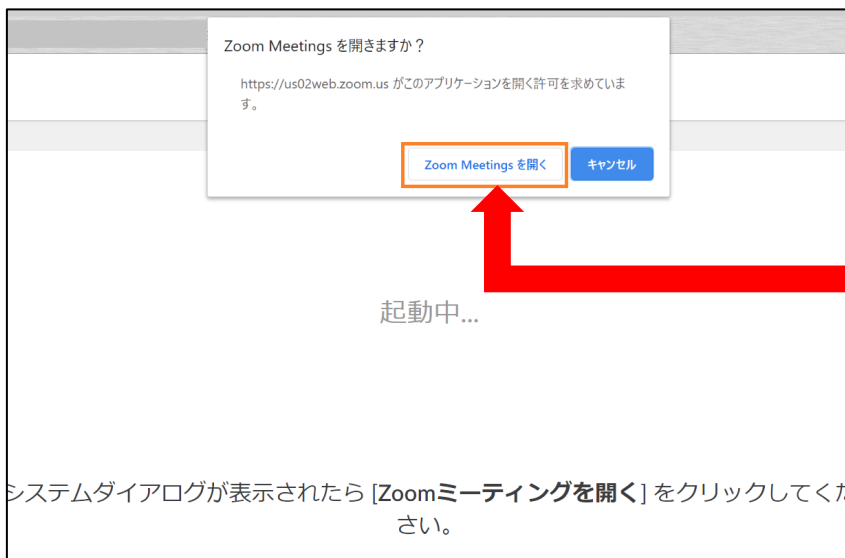 Zoom Meetings を開きますか？
https://us02web.zoom.us がこのアプリケーションを開く許可を求めていま
す。
Zoom Meetings を開く
キャンセル
起動中...
システムダイアログが表示されたら [Zoomミーティングを開く] をクリックしてくだ
さい。